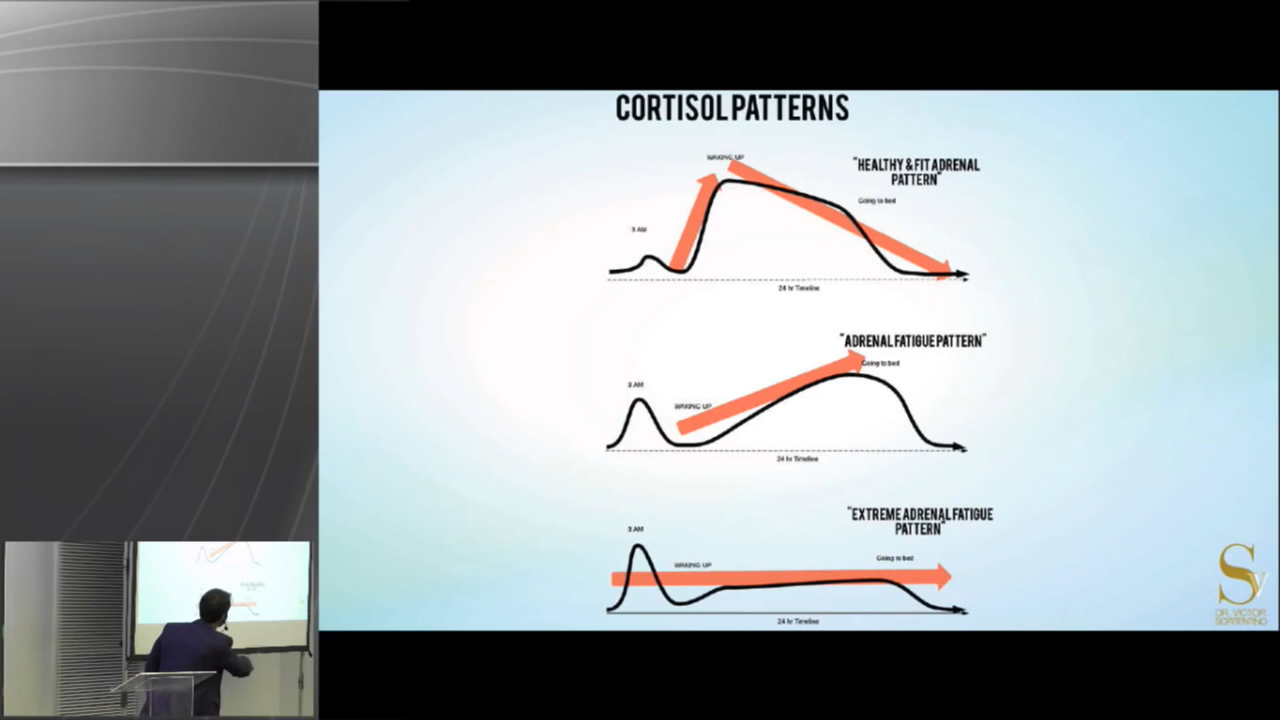 CORTISOL PATTERNS
WAKING UP
"HEALTHY & FIT ADRENAL
PATTERN"
Going to bed
3 AM
24 hr Timeline
"ADRENAL FATIGUE PATTERN"
Going to bed
3 AM
WAKING UP
24 hr Timeline
"EXTREME ADRENAL FATIGUE
PATTERN"
3 AM
Going to bed
WAKING UP
24 hr Timeline
SV
DR. VICTOR
SORRENTINO